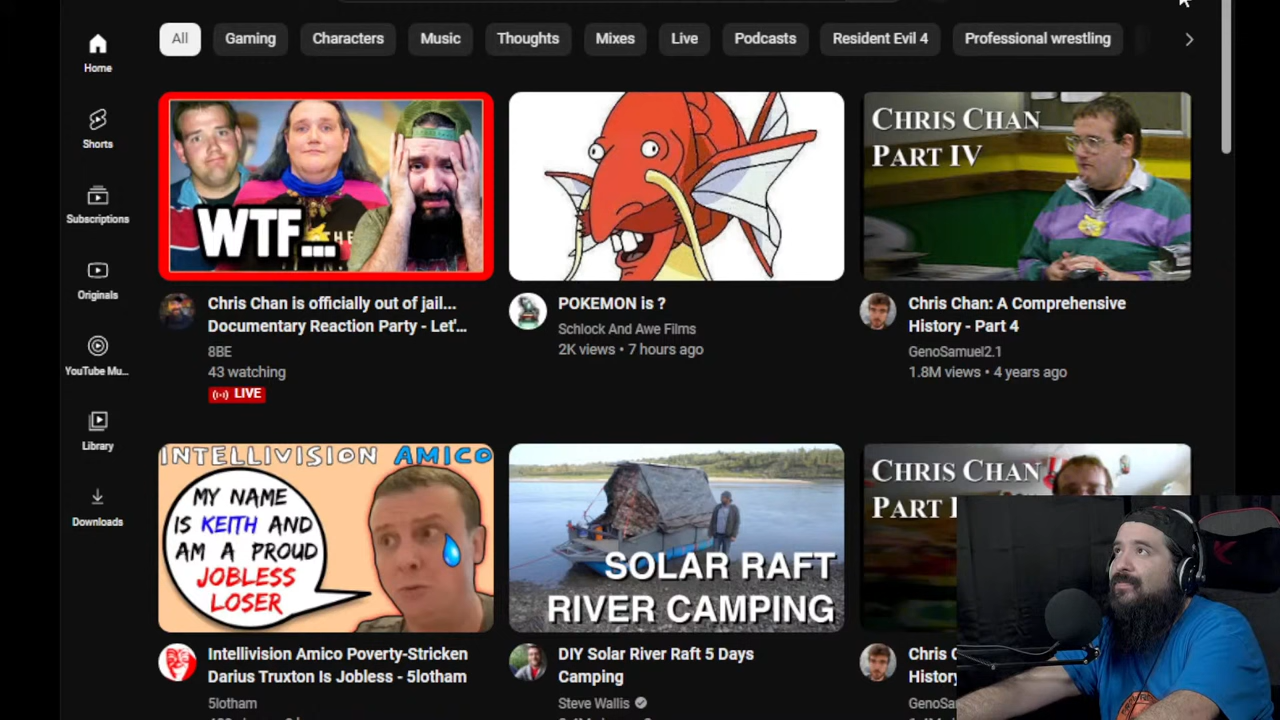 All
Gaming
Characters
Music
Thoughts
Mixes
Live
Podcasts
Resident Evil 4
Professional wrestling
Home
Shorts
Subscriptions
Originals
YouTube Mu...
Library
Downloads
WTF...
Chris Chan is officially out of jail...
Documentary Reaction Party - Let'...
8BE
43 watching
LIVE
POKEMON is ?
Schlock And Awe Films
2K views • 7 hours ago
CHRIS CHAN
PART IV
Chris Chan: A Comprehensive
History - Part 4
GenoSamuel2.1
1.8M views • 4 years ago
INTELLIVISION AMICO
MY NAME
IS KEITH AND
AM A PROUD
JOBLESS
LOSER
Intellivision Amico Poverty-Stricken
Darius Truxton Is Jobless - 5lotham
5lotham
SOLAR RAFT
RIVER CAMPING
DIY Solar River Raft 5 Days
Camping
Steve Wallis
CHRIS CHAN
PART
Chris